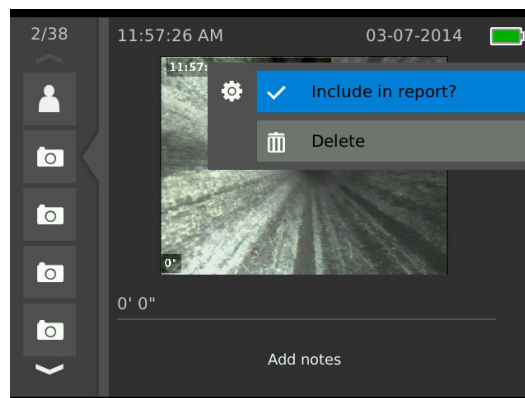 2/38
11:57:26 AM 03-07-2014
11:57:
Include in report?
Delete
0"
0' 0"
Add notes